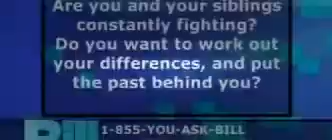 Are you and your siblings
constantly fighting?
Do you want to work out
your differences, and put
the past behind you?
Bill
1-855-YOU-ASK-BILL